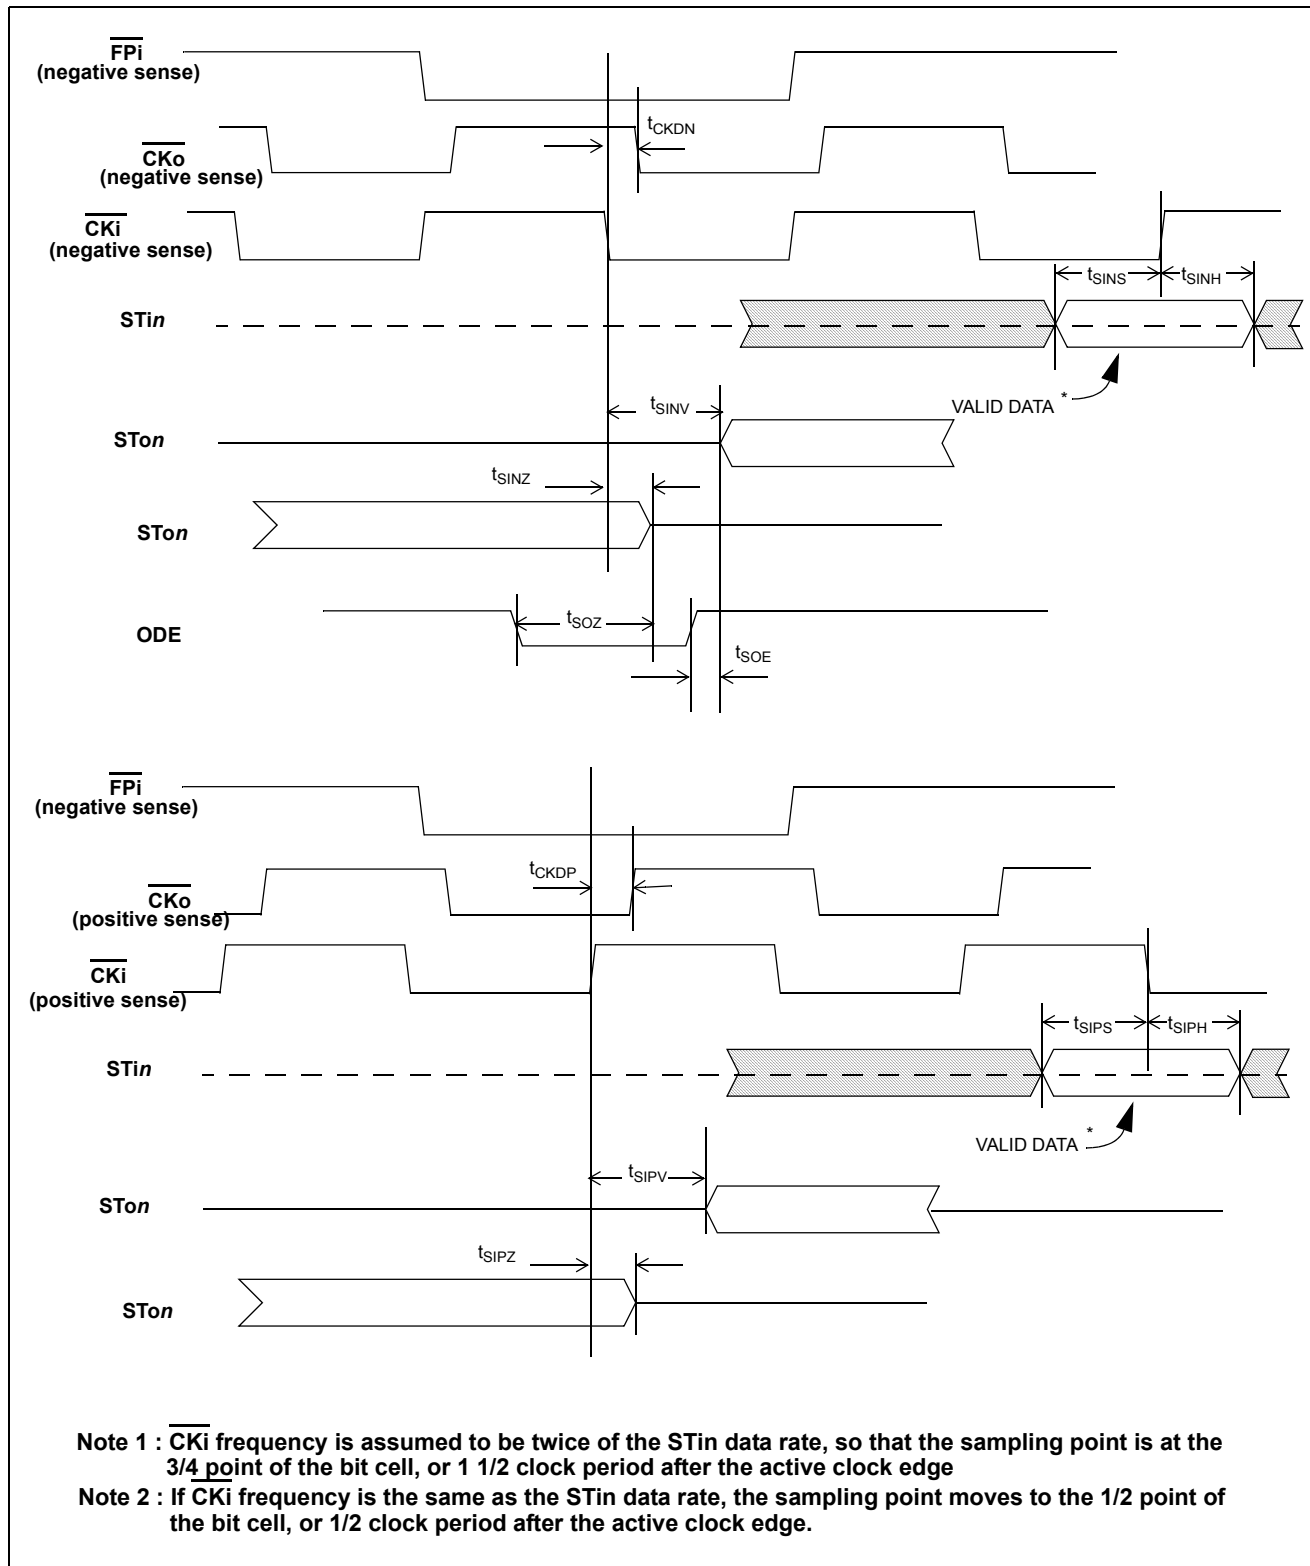 FPi
(negative sense)
tCKDN
CKo
(negative sense)
CKi
(negative sense)
tSINS
tSINH
STin
VALID DATA *
tSINV
STon
tSINZ
STon
tSOZ
ODE
tSOE
FPi
(negative sense)
tCKDP
CKo
(positive sense)
CKi
(positive sense)
tSIPS
tSIPH
STin
VALID DATA *
tSIPV
STon
tSIPZ
STon
Note 1 : CKi frequency is assumed to be twice of the STin data rate, so that the sampling point is at the
3/4 point of the bit cell, or 1 1/2 clock period after the active clock edge
Note 2 : If CKi frequency is the same as the STin data rate, the sampling point moves to the 1/2 point of
the bit cell, or 1/2 clock period after the active clock edge.